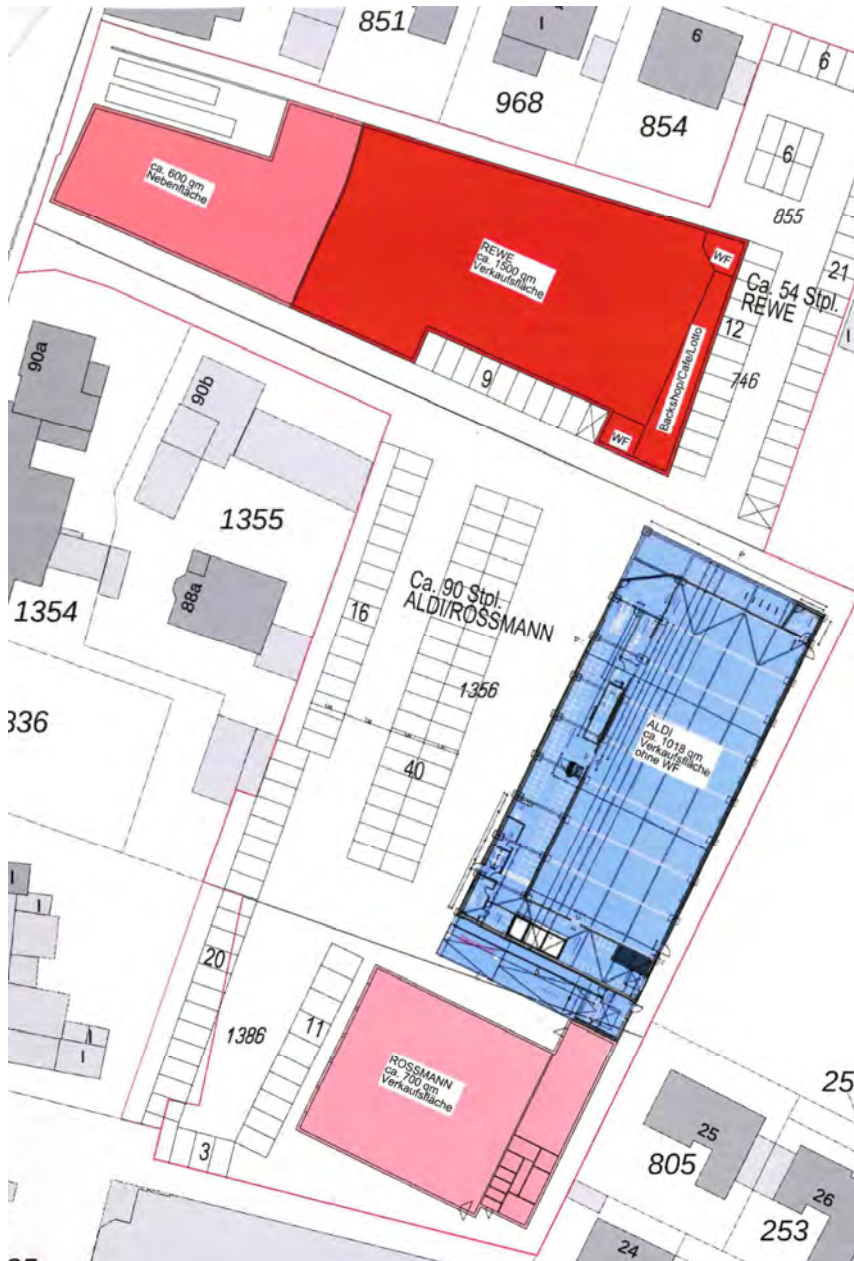 851
I
6
6
968
854
6
855
21
ca. 600 qm
Nebenfläche
REWE
ca. 1500 qm
Verkaufsfläche
WF
Ca. 54 Stpl.
REWE
12
746
Backshop/Cafe/Lotto
I
9
WF
90a
90b
1355
88a
1354
Ca. 90 Stpl.
ALDI/ROSSMANN
16
1356
40
336
ALDI
ca. 1018 qm
Verkaufsfläche
ohne WF
I
I
I
I
20
1386
11
3
ROSSMANN
ca. 700 qm
Verkaufsfläche
25
25
805
26
253
24